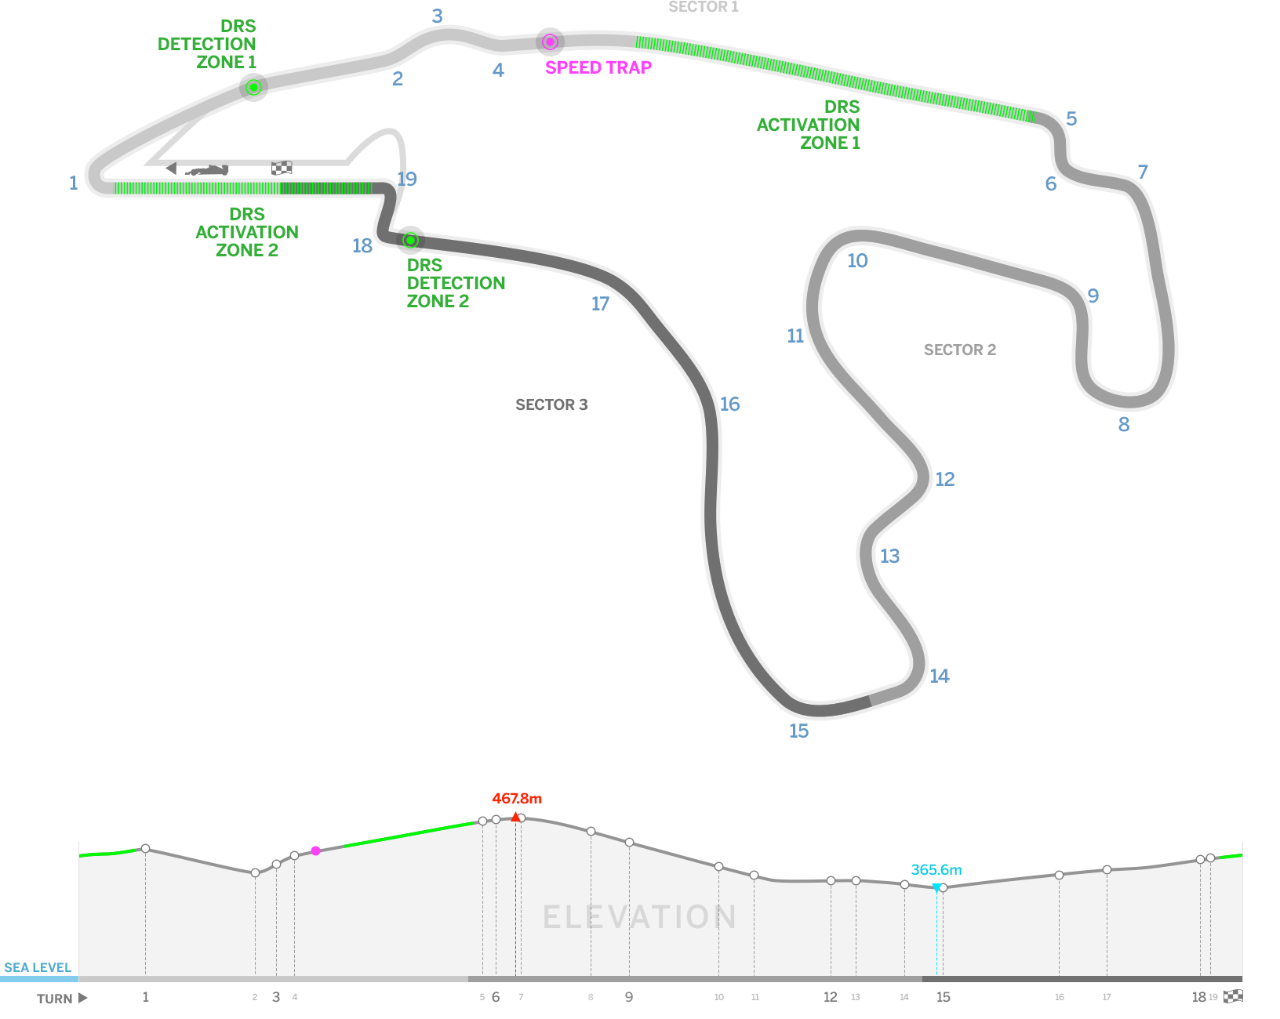 SECTOR 1
3
DRS
DETECTION
ZONE 1
2
4
SPEED TRAP
DRS
ACTIVATION
ZONE 1
5
6
7
1
19
DRS
ACTIVATION
ZONE 2
18
DRS
DETECTION
ZONE 2
17
10
9
11
SECTOR 2
16
SECTOR 3
8
12
13
14
15
467.8m
365.6m
ELEVATION
SEA LEVEL
TURN 1 2 3 4 5 6 7 8 9 10 11 12 13 14 15 16 17 18 19